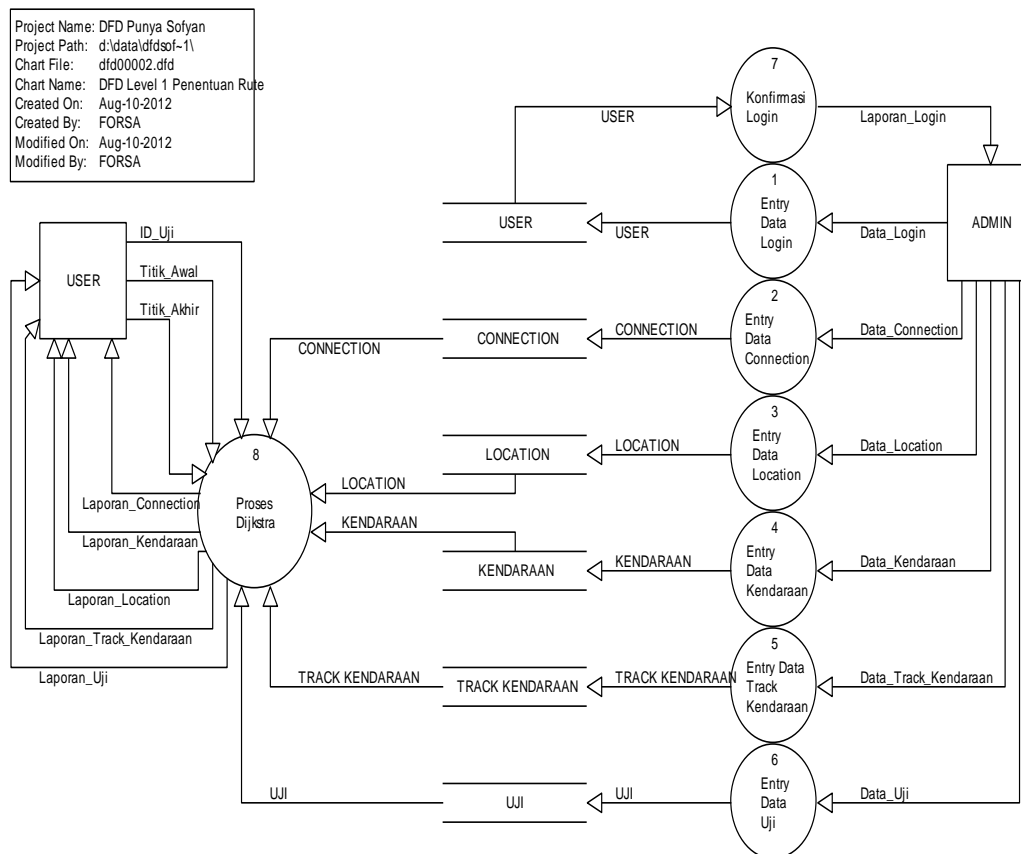 Project Name: DFD Punya Sofyan
Project Path: d:\data\dfdsof~1\
Chart File: dfd00002.dfd
Chart Name: DFD Level 1 Penentuan Rute
Created On: Aug-10-2012
Created By: FORSA
Modified On: Aug-10-2012
Modified By: FORSA
7
Konfirmasi
Login
USER
Laporan_Login
1
Entry
Data
Login
USER
USER
Data_Login
ADMIN
USER
ID_Uji
Titik_Awal
Titik_Akhir
2
Entry
Data
Connection
CONNECTION
CONNECTION
CONNECTION
Data_Connection
3
Entry
Data
Location
LOCATION
LOCATION
LOCATION
Data_Location
8
Proses
Dijkstra
Laporan_Connection
Laporan_Kendaraan
Laporan_Location
Laporan_Track_Kendaraan
Laporan_Uji
4
Entry
Data
Kendaraan
KENDARAAN
KENDARAAN
KENDARAAN
Data_Kendaraan
5
Entry Data
Track
Kendaraan
TRACK KENDARAAN
TRACK KENDARAAN
TRACK KENDARAAN
Data_Track_Kendaraan
6
Entry
Data
Uji
UJI
UJI
UJI
Data_Uji